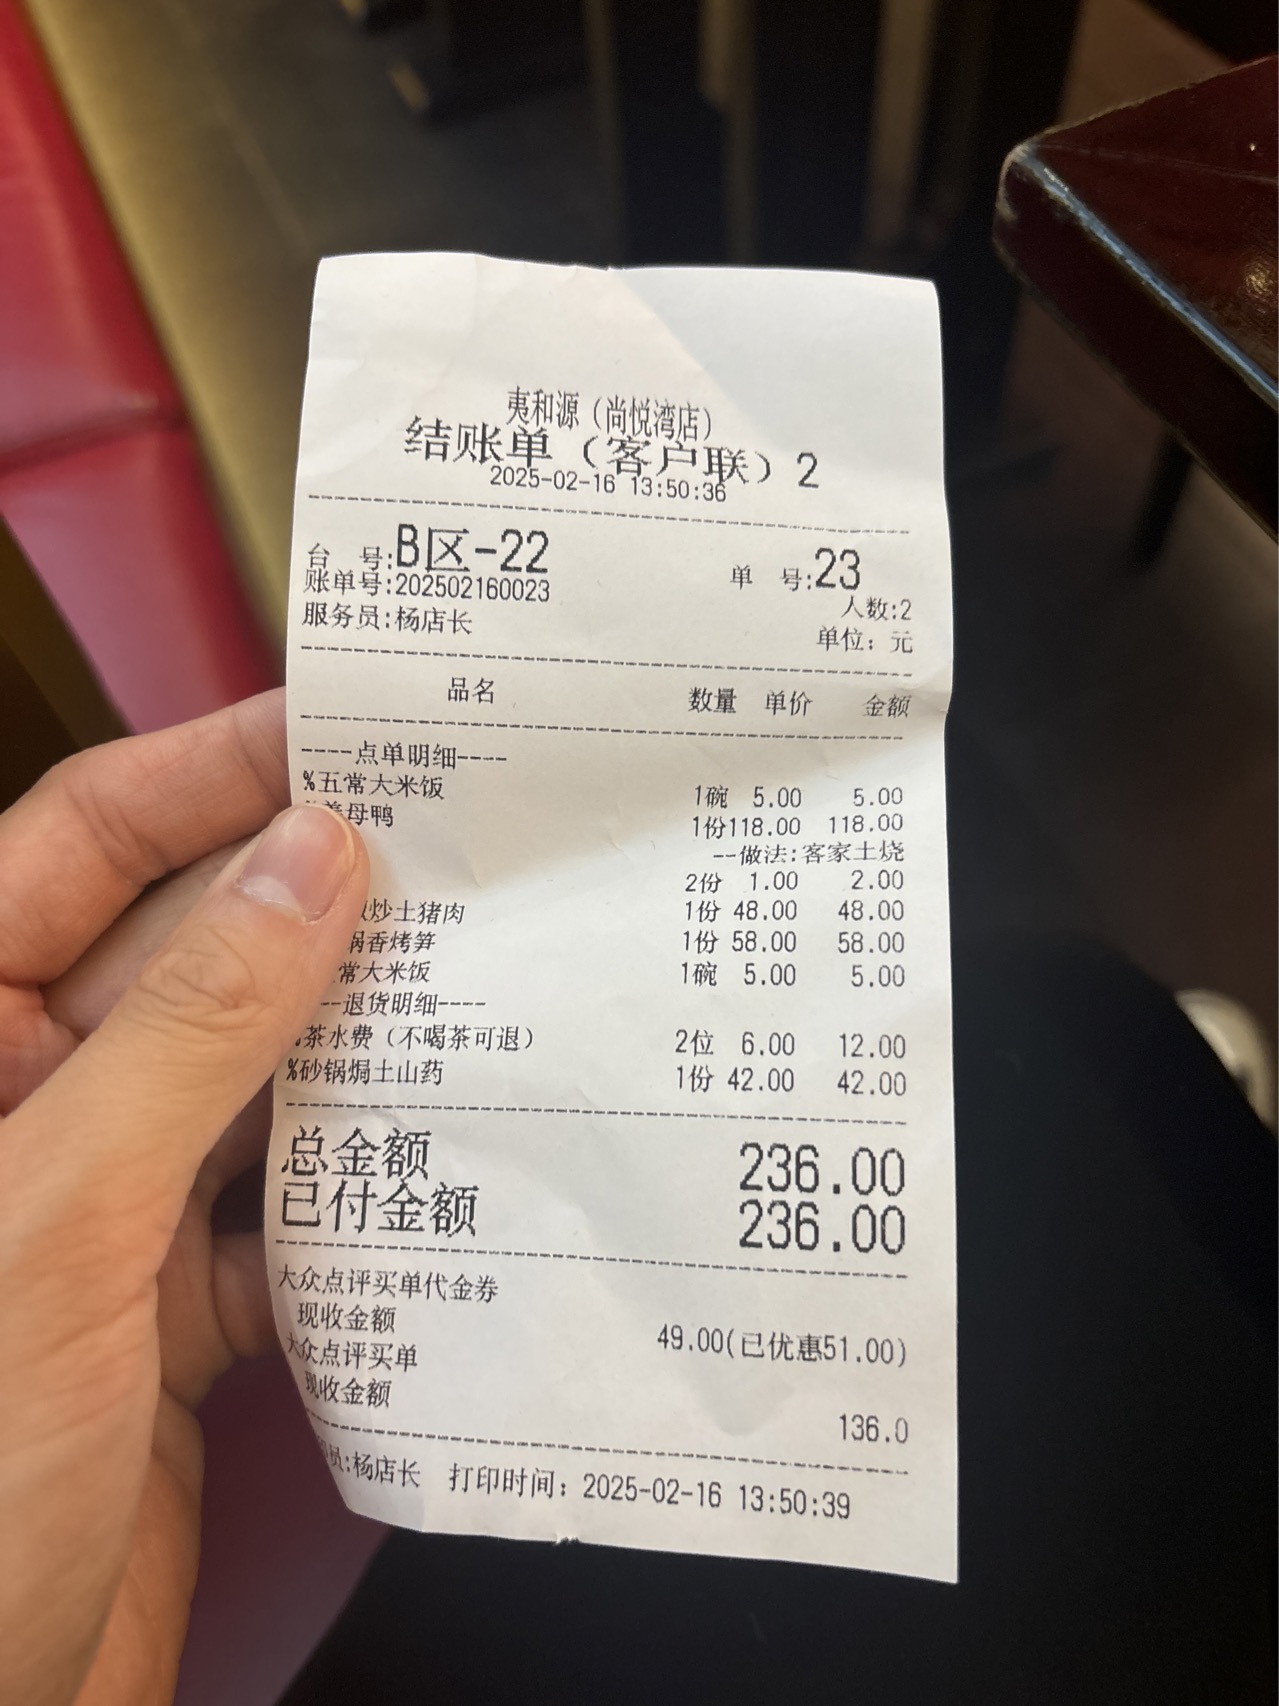 夷和源（尚悦湾店）
结账单（客户联）2
2025-02-16 13:50:36
台 号:B区-22 单 号:23
账单号:202502160023 人数:2
服务员:杨店长 单位：元
品名 数量 单价 金额
----点单明细----
%五常大米饭 1碗 5.00 5.00
母鸭 1份118.00 118.00
--做法:客家土烧
2份 1.00 2.00
炒土猪肉 1份 48.00 48.00
锅香烤笋 1份 58.00 58.00
常大米饭 1碗 5.00 5.00
--退货明细----
%茶水费（不喝茶可退） 2位 6.00 12.00
%砂锅焗土山药 1份 42.00 42.00
总金额 236.00
已付金额 236.00
大众点评买单代金券
现收金额 49.00(已优惠51.00)
大众点评买单
现收金额 136.0
员:杨店长 打印时间：2025-02-16 13:50:39